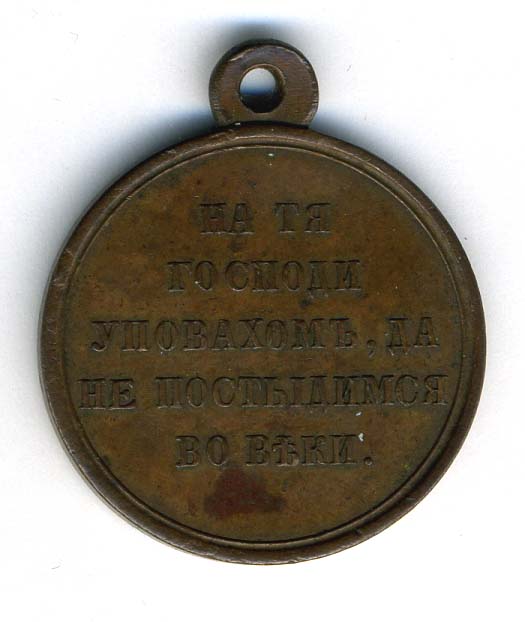 НА ТЯ
ГОСПОДИ
УПОВАХОМЪ, ДА
НЕ ПОСТЫДИМСЯ
ВО ВѢКИ.